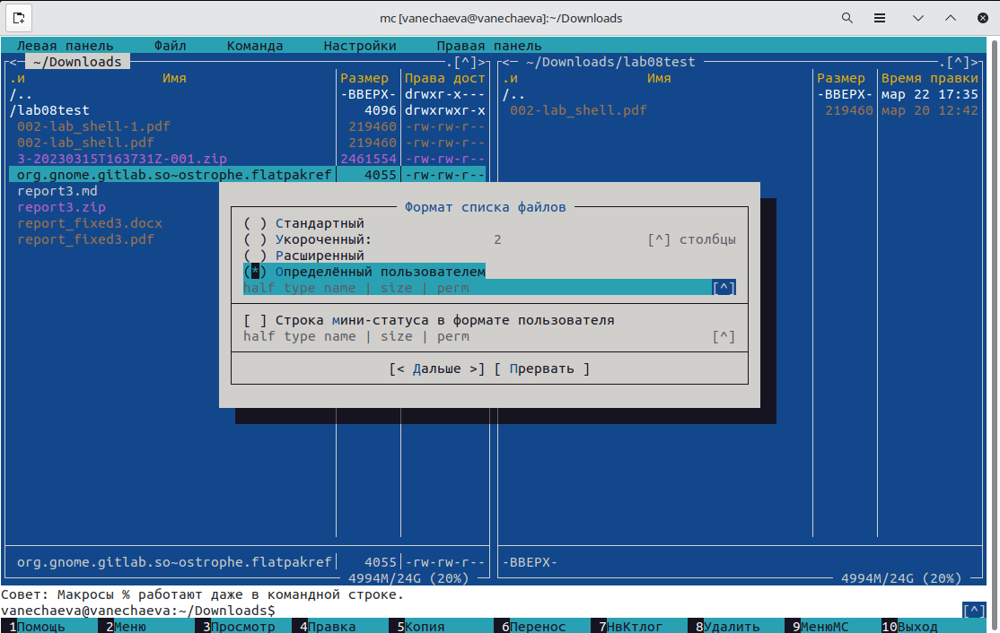 mc [vanechaeva@vanechaeva]:~/Downloads
Левая панель Файл Команда Настройки Правая панель
<─ ~/Downloads .[^]> <─ ~/Downloads/lab08test .[^]>
.и Имя Размер Права дост .и Имя Размер Время правки
/.. -ВВЕРХ- drwxr-x--- /.. -ВВЕРХ- мар 22 17:35
/lab08test 4096 drwxrwxr-x 002-lab_shell.pdf 219460 мар 20 12:42
002-lab_shell-1.pdf 219460 -rw-rw-r--
002-lab_shell.pdf 219460 -rw-rw-r--
3-20230315T163731Z-001.zip 2461554 -rw-rw-r--
org.gnome.gitlab.so~ostrophe.flatpakref 4055 -rw-rw-r--
report3.md
report3.zip
report_fixed3.docx
report_fixed3.pdf
Формат списка файлов
( ) Стандартный
( ) Укороченный: 2 [^] столбцы
( ) Расширенный
(*) Определённый пользователем
half type name | size | perm [^]
[ ] Строка мини-статуса в формате пользователя
half type name | size | perm [^]
[< Дальше >] [ Прервать ]
org.gnome.gitlab.so~ostrophe.flatpakref 4055 -rw-rw-r-- -ВВЕРХ-
4994M/24G (20%) 4994M/24G (20%)
Совет: Макросы % работают даже в командной строке.
vanechaeva@vanechaeva:~/Downloads$ [^]
1Помощь 2Меню 3Просмотр 4Правка 5Копия 6Перенос 7НвКтлог 8Удалить 9МенюМС 10Выход